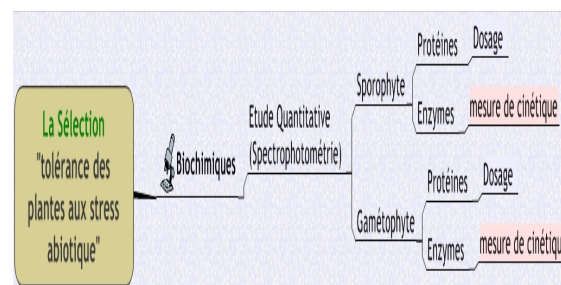 La Sélection
"tolérance des
plantes aux stress
abiotique"
Biochimiques
Etude Quantitative
(Spectrophotométrie)
Sporophyte
Protéines
Dosage
Enzymes
mesure de cinétique
Gamétophyte
Protéines
Dosage
Enzymes
mesure de cinétiqu